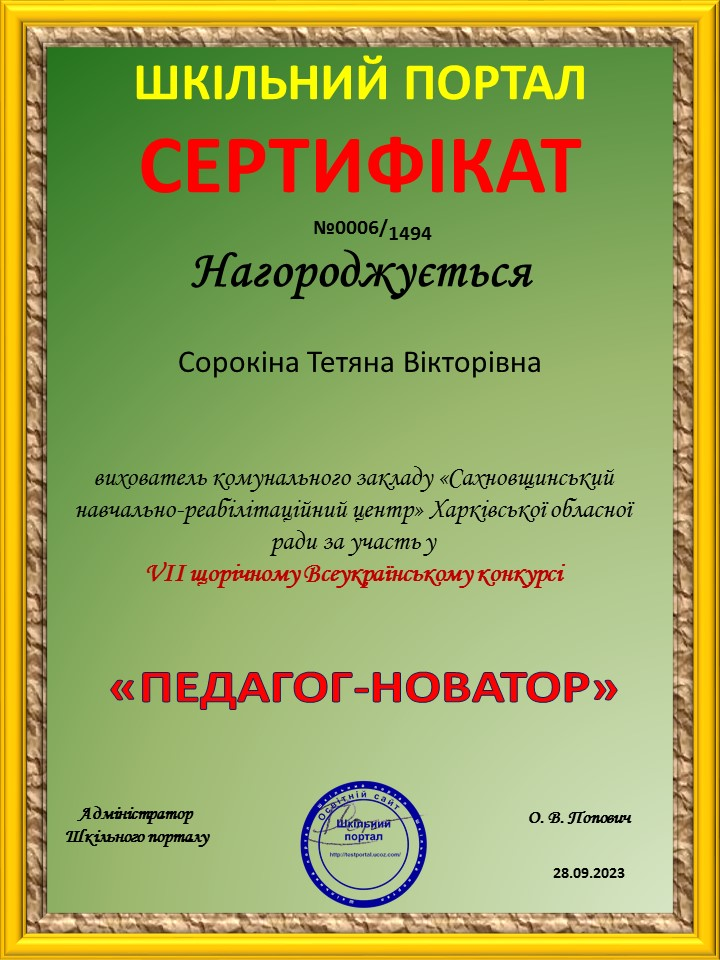 ШКІЛЬНИЙ ПОРТАЛ
СЕРТИФІКАТ
№0006/1494
Нагороджується
Сорокіна Тетяна Вікторівна
вихователь комунального закладу «Сахновщинський
навчально-реабілітаційний центр» Харківської обласної
ради за участь у
VII щорічному Всеукраїнському конкурсі
«ПЕДАГОГ-НОВАТОР»
Адміністратор
Шкільного порталу
Освітній сайт
Шкільний
портал
http://testportal.ucoz.com/
О. В. Попович
28.09.2023